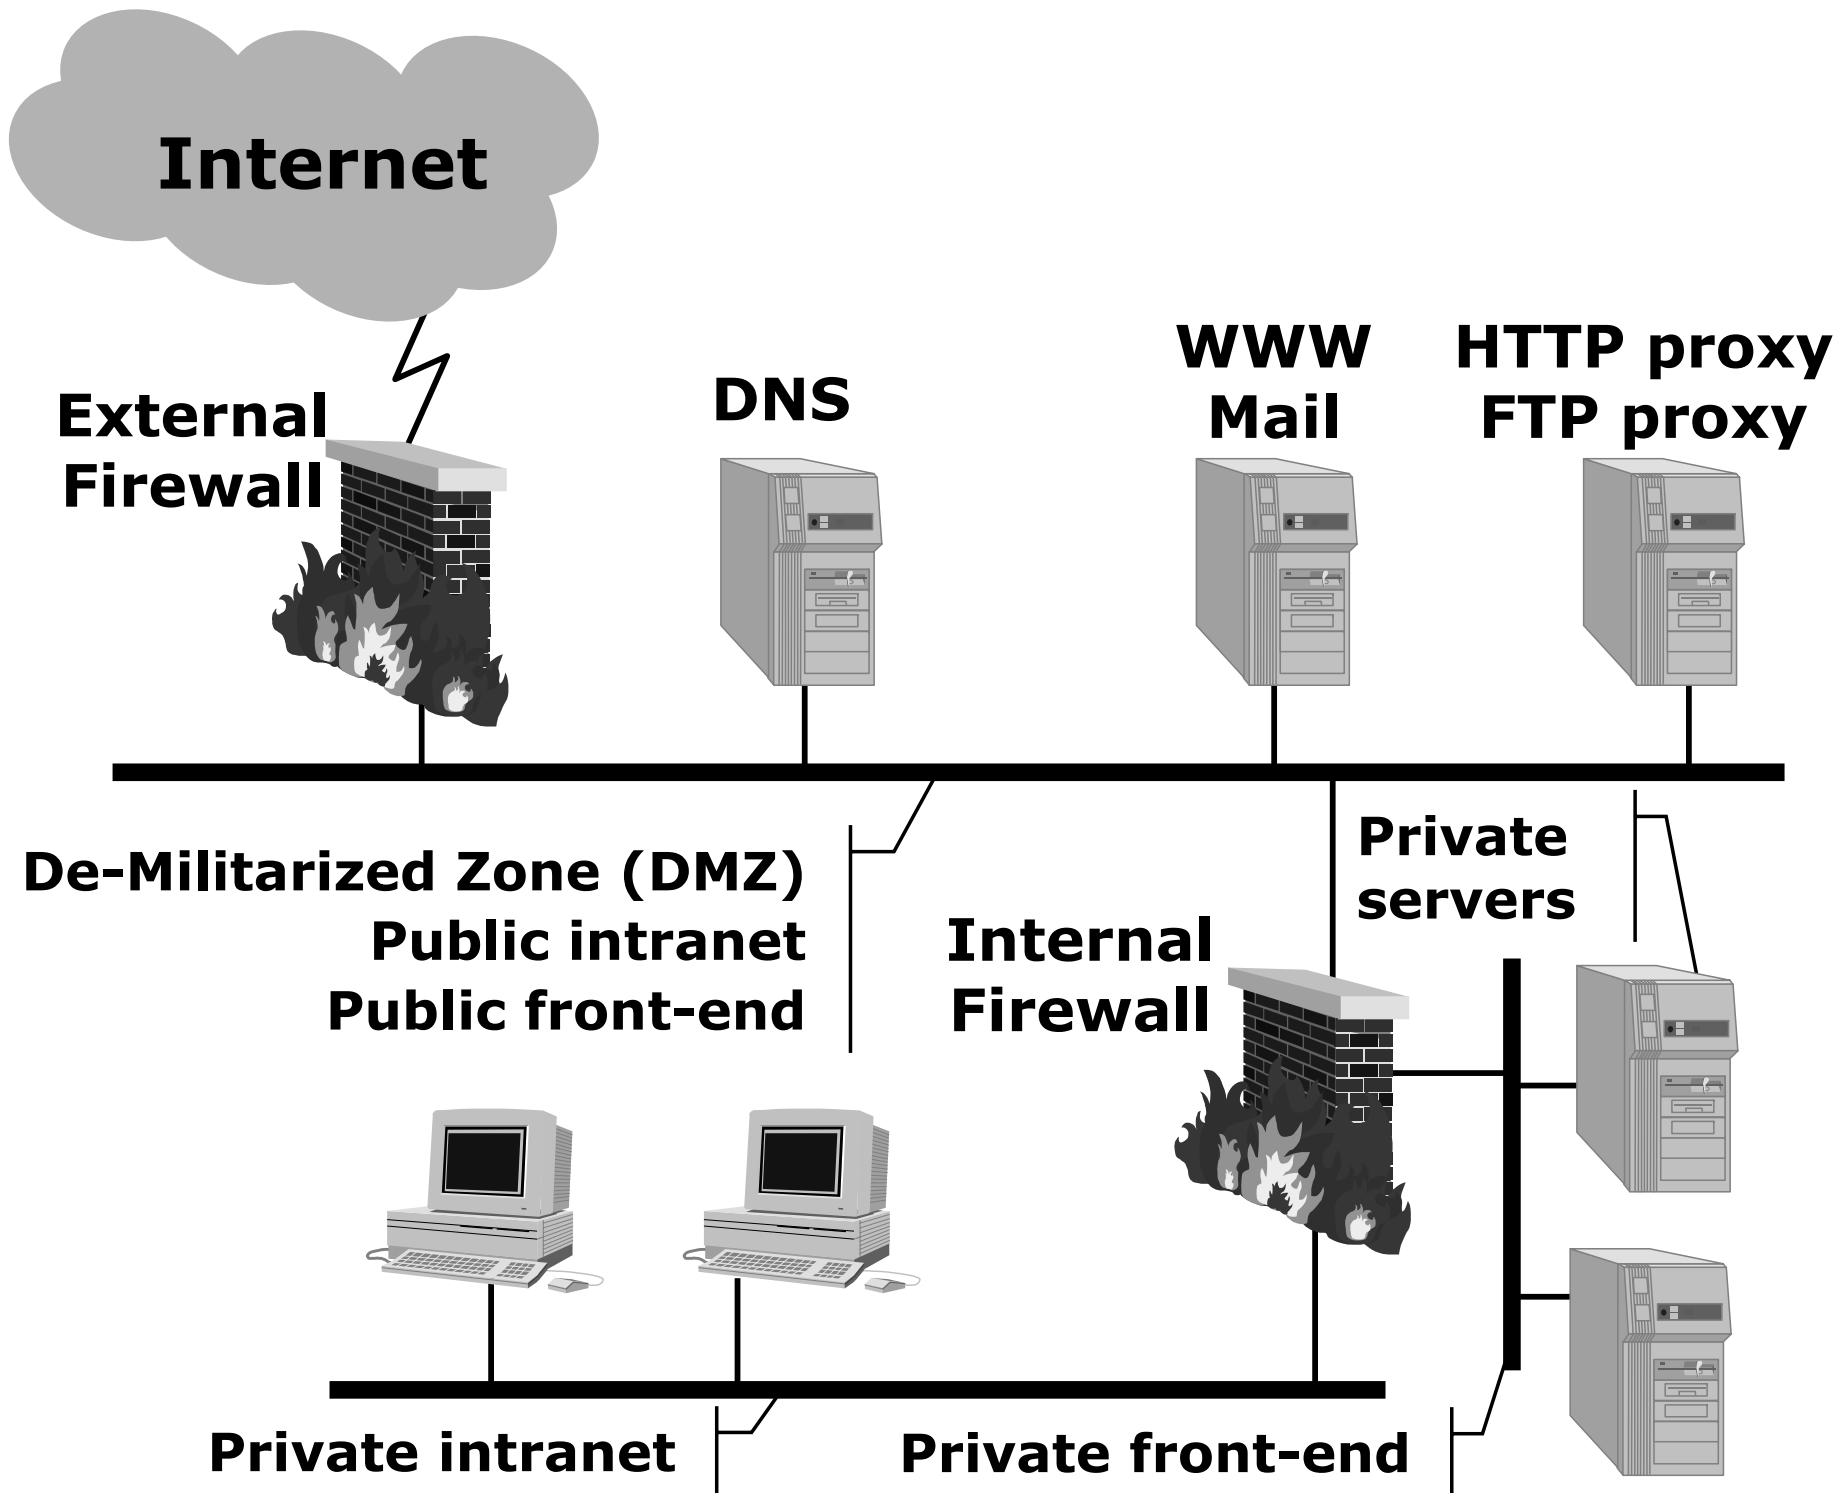 Internet
External
Firewall
DNS
WWW
Mail
HTTP proxy
FTP proxy
De-Militarized Zone (DMZ)
Public intranet
Public front-end
Private
servers
Internal
Firewall
Private intranet
Private front-end